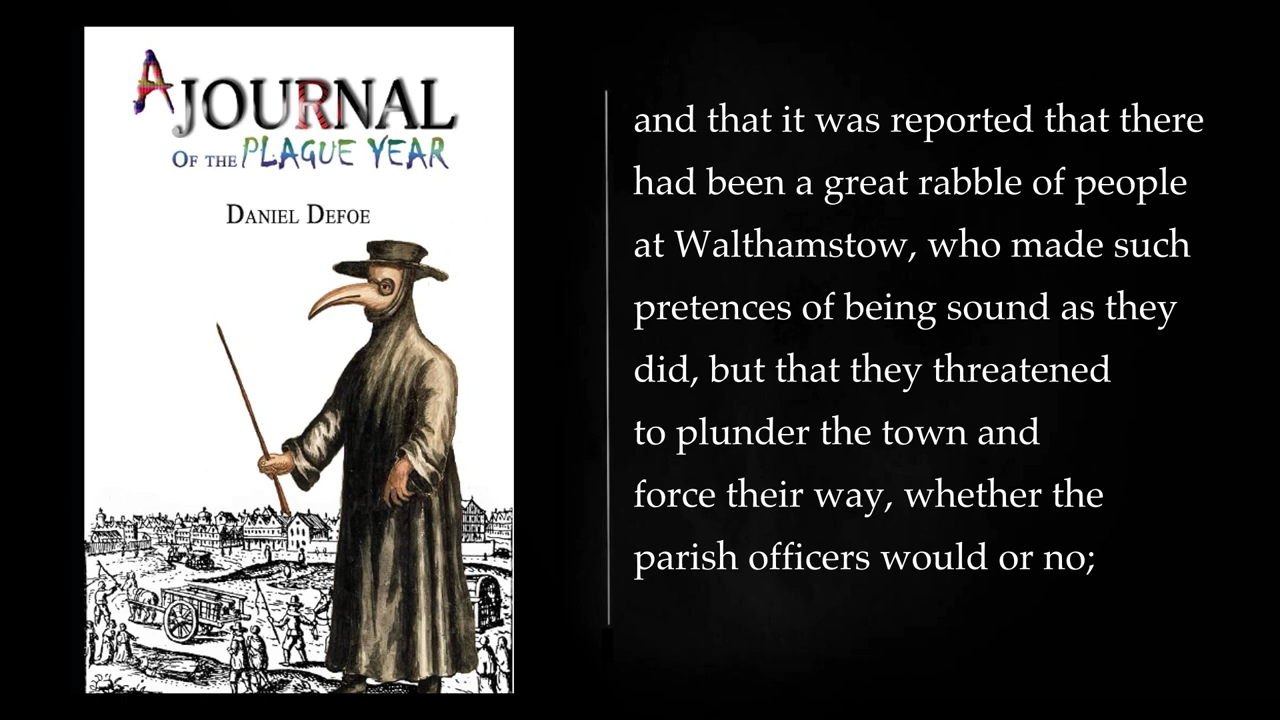 A JOURNAL
OF THE PLAGUE YEAR
DANIEL DEFOE
and that it was reported that there
had been a great rabble of people
at Walthamstow, who made such
pretences of being sound as they
did, but that they threatened
to plunder the town and
force their way, whether the
parish officers would or no;